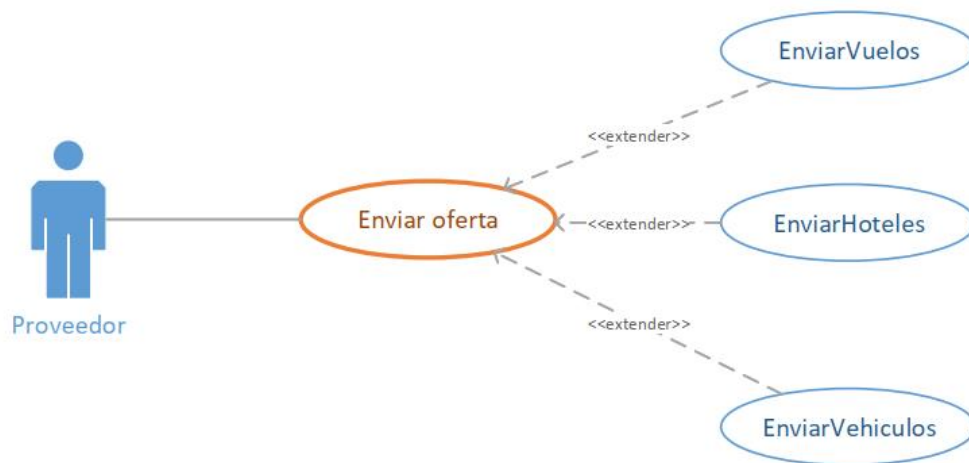 EnviarVuelos
<<extender>>
Enviar oferta
<<extender>>
EnviarHoteles
Proveedor
<<extender>>
EnviarVehiculos